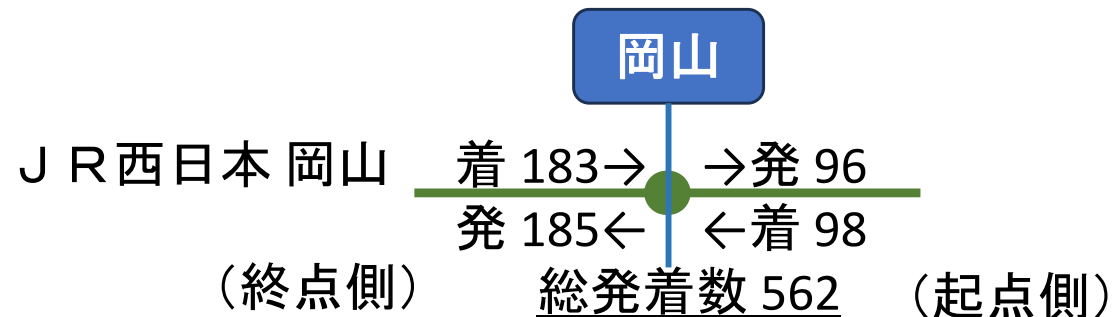 岡山
ＪＲ西日本 岡山 着 183→ →発 96
発 185← ←着 98
（終点側） 総発着数 562 （起点側）